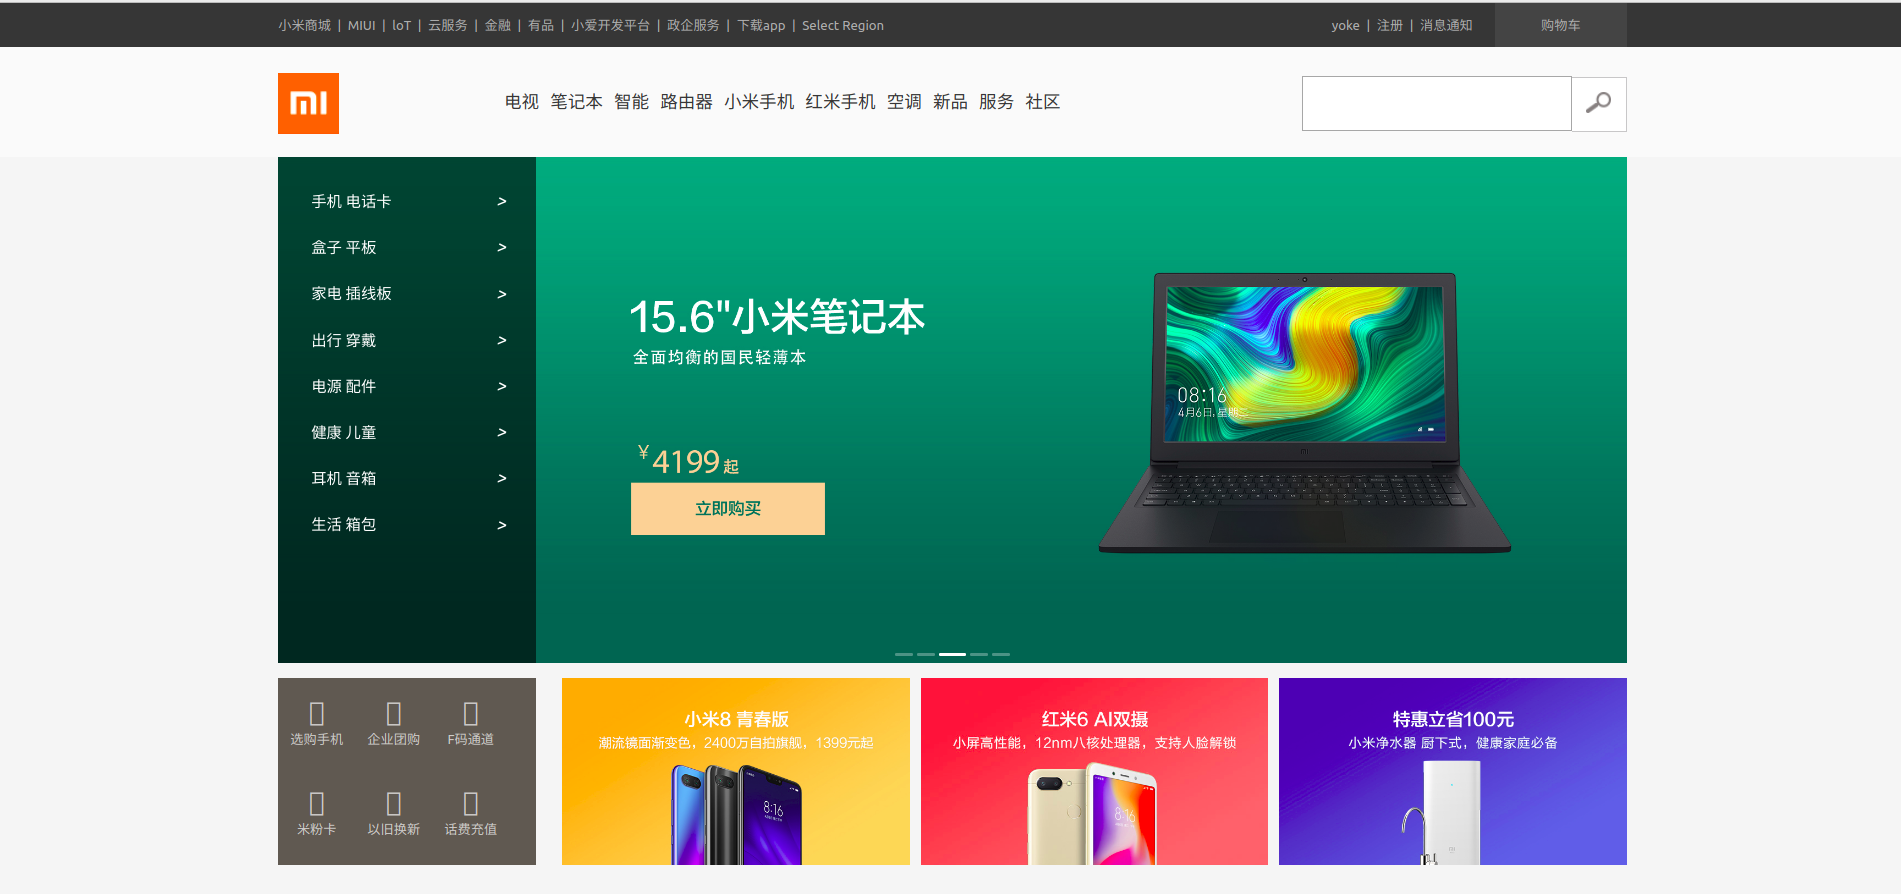 小米商城 | MIUI | loT | 云服务 | 金融 | 有品 | 小爱开发平台 | 政企服务 | 下载app | Select Region
yoke | 注册 | 消息通知
购物车
电视 笔记本 智能 路由器 小米手机 红米手机 空调 新品 服务 社区
手机 电话卡 >
盒子 平板 >
家电 插线板 >
出行 穿戴 >
电源 配件 >
健康 儿童 >
耳机 音箱 >
生活 箱包 >
15.6"小米笔记本
全面均衡的国民轻薄本
¥4199起
立即购买
08:16
4月6日, 星期
选购手机 企业团购 F码通道
米粉卡 以旧换新 话费充值
小米8 青春版
潮流镜面渐变色，2400万自拍旗舰，1399元起
8:16
红米6 AI双摄
小屏高性能，12nm八核处理器，支持人脸解锁
8:16
特惠立省100元
小米净水器 厨下式，健康家庭必备